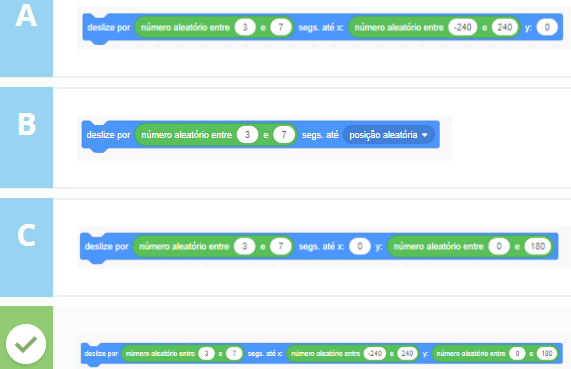 A
deslize por número aleatório entre 3 e 7 segs. até x: número aleatório entre -240 e 240 y: 0
B
deslize por número aleatório entre 3 e 7 segs. até posição aleatória
C
deslize por número aleatório entre 3 e 7 segs. até x: 0 y: número aleatório entre 0 e 180
deslize por número aleatório entre 3 e 7 segs. até x: número aleatório entre -240 e 240 y: número aleatório entre 0 e 180